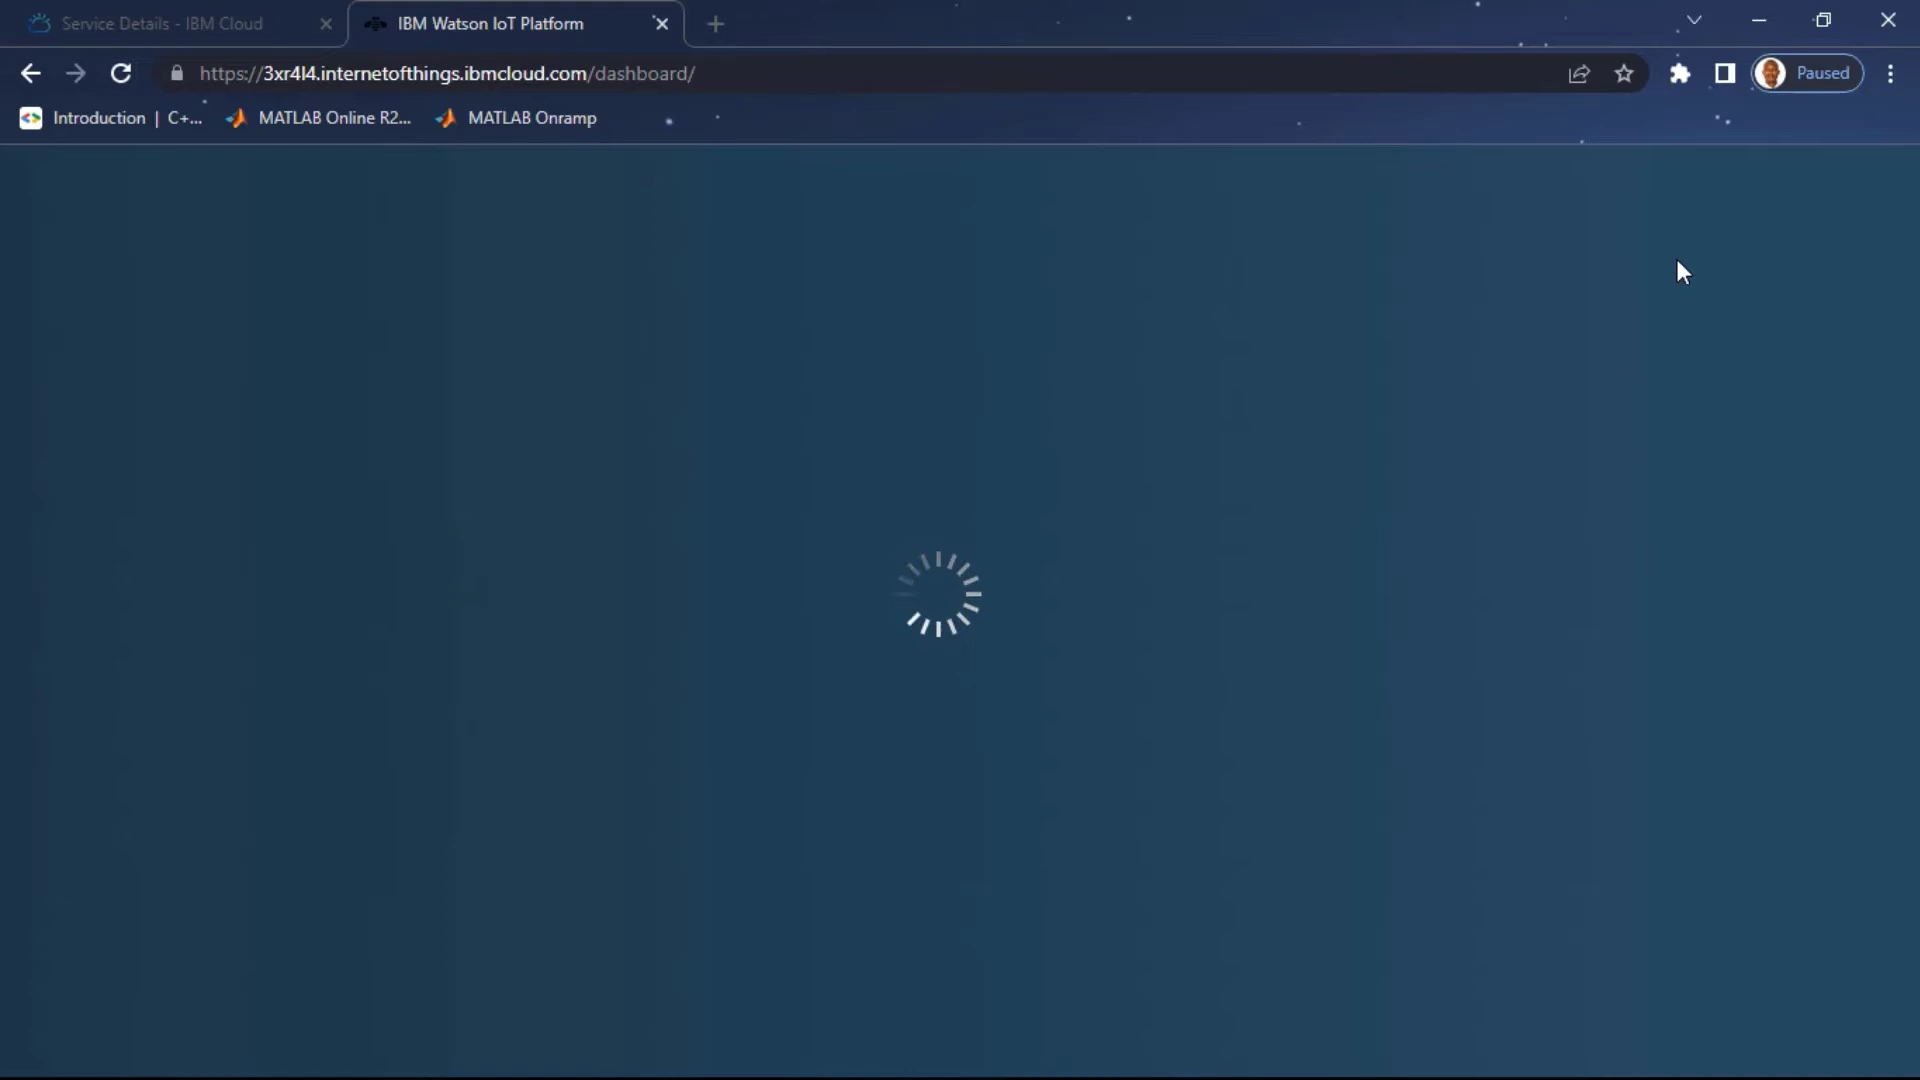 Service Details - IBM Cloud
IBM Watson IoT Platform
https://3xr4l4.internetofthings.ibmcloud.com/dashboard/
Paused
Introduction | C+...
MATLAB Online R2...
MATLAB Onramp